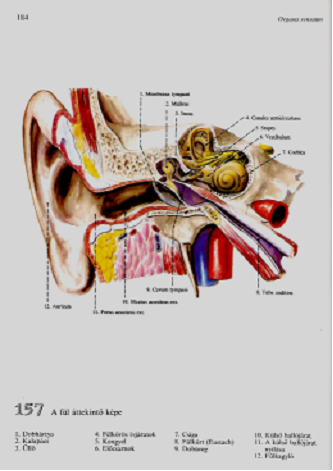 184
Organa sensuum
1. Membrana tympani
2. Malleus
3. Incus
4. Canales semicirculares
5. Stapes
6. Vestibulum
7. Cochlea
8. Tuba auditiva
9. Cavum tympani
10. Meatus acusticus ext.
11. Porus acusticus ext.
12. Auricula
157 A fül áttekintő képe
1. Dobhártya
2. Kalapács
3. Üllő
4. Félkörös ívjáratok
5. Kengyel
6. Előcsarnok
7. Csiga
8. Fülkürt (Eustach)
9. Dobüreg
10. Külső hallójárat
11. A külső hallójárat
nyílása
12. Fülkagyló